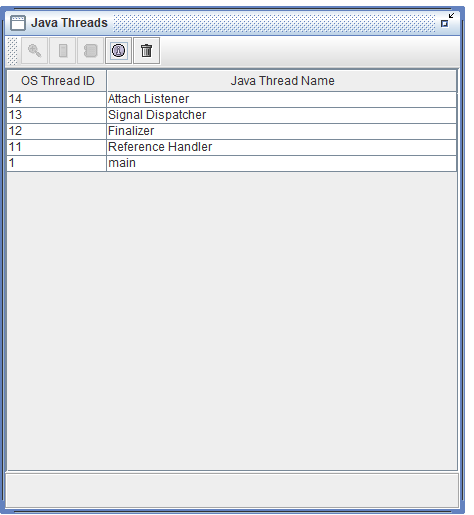 Java Threads
OS Thread ID Java Thread Name
14 Attach Listener
13 Signal Dispatcher
12 Finalizer
11 Reference Handler
1 main